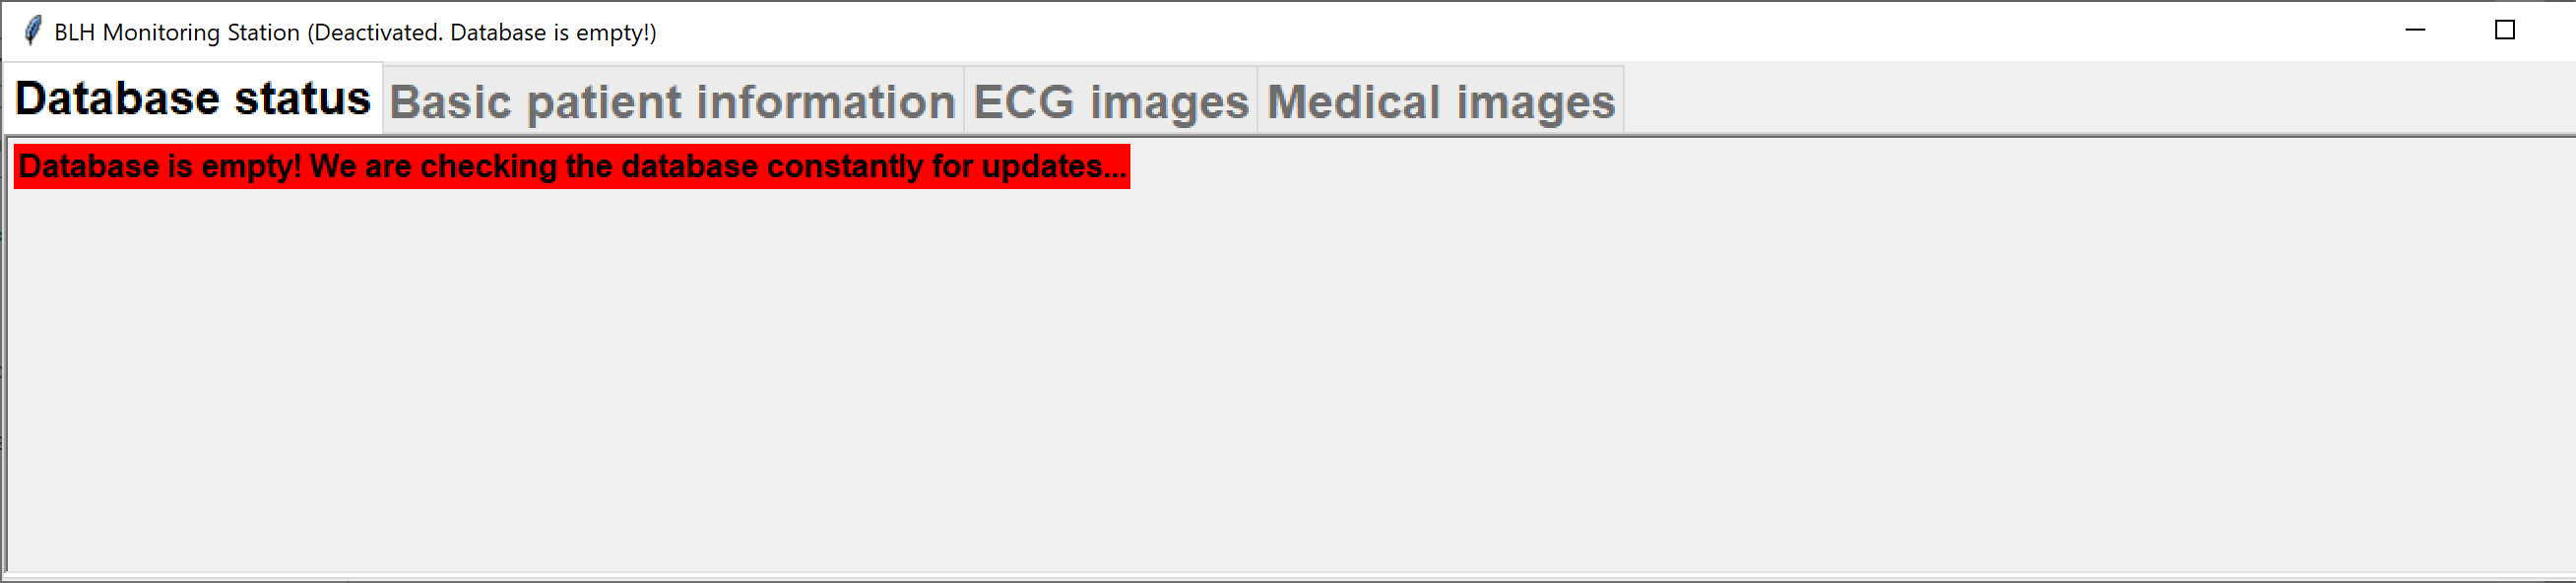 BLH Monitoring Station (Deactivated. Database is empty!)
Database status Basic patient information ECG images Medical images
Database is empty! We are checking the database constantly for updates...